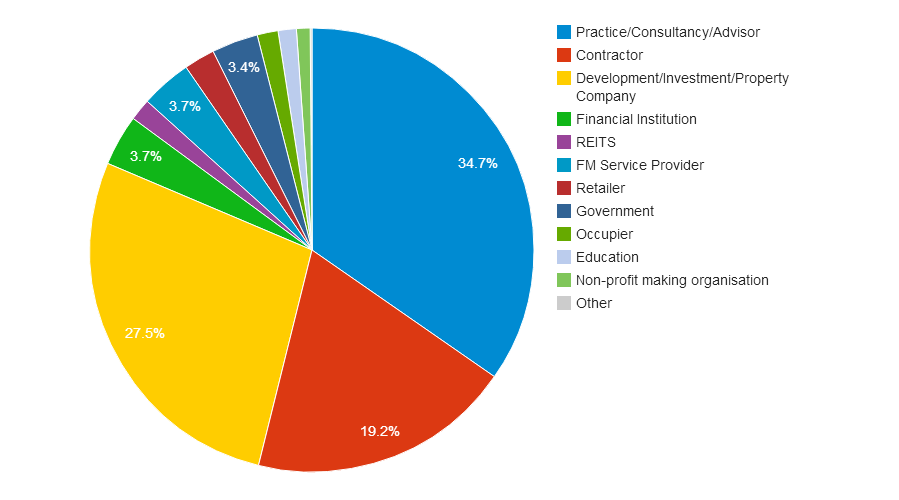 34.7%
19.2%
27.5%
3.7%
3.7%
3.4%
Practice/Consultancy/Advisor
Contractor
Development/Investment/Property
Company
Financial Institution
REITS
FM Service Provider
Retailer
Government
Occupier
Education
Non-profit making organisation
Other